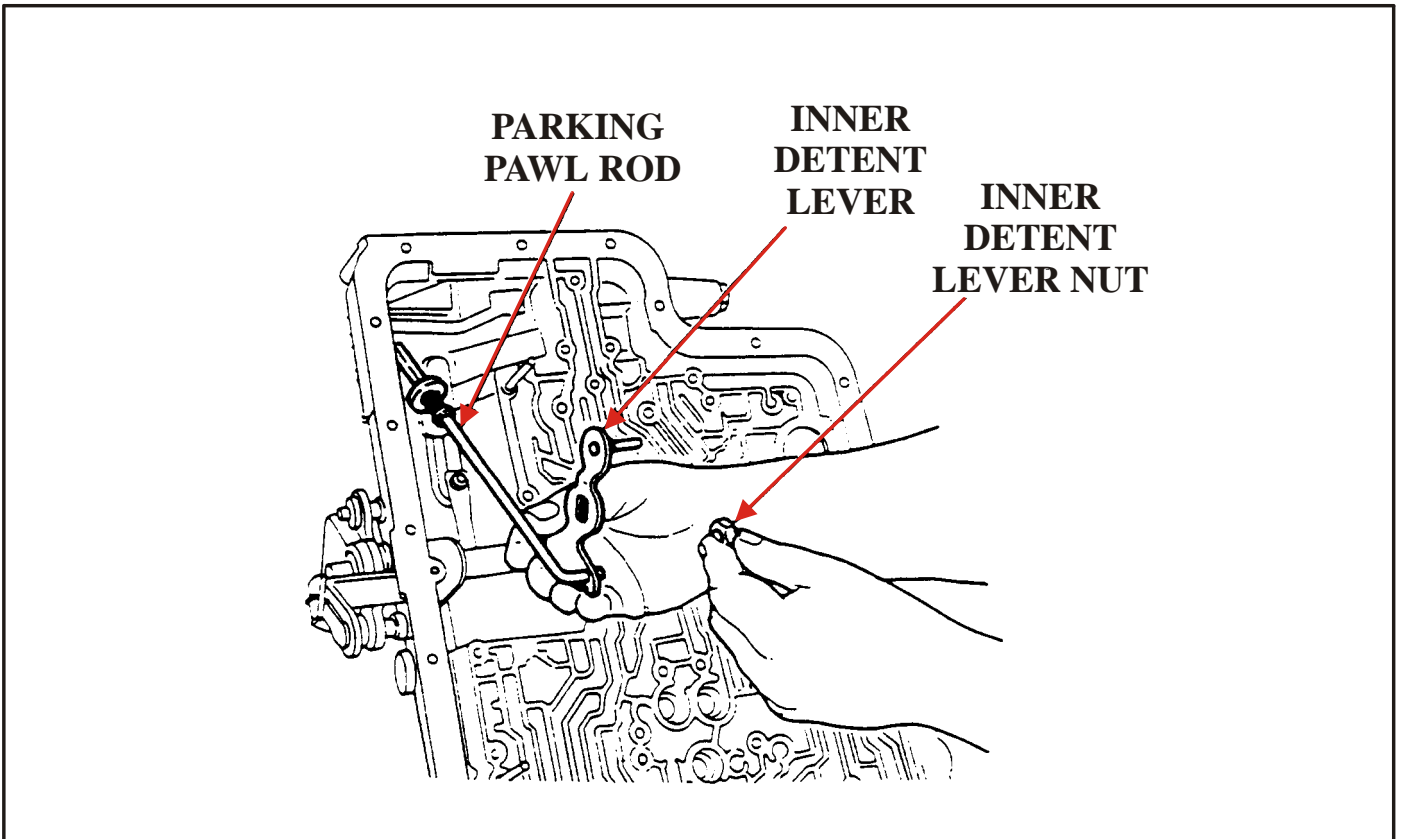 PARKING
PAWL ROD
INNER
DETENT
LEVER
INNER
DETENT
LEVER NUT